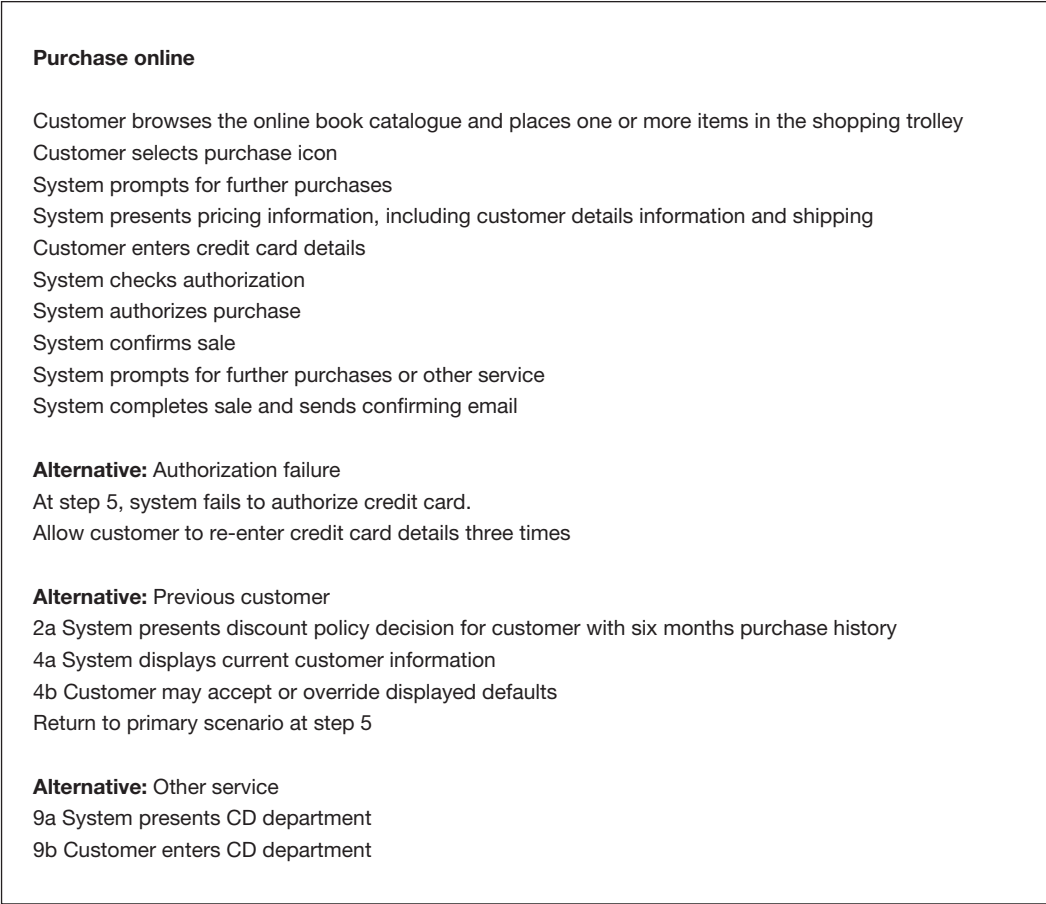 Purchase online
Customer browses the online book catalogue and places one or more items in the shopping trolley
Customer selects purchase icon
System prompts for further purchases
System presents pricing information, including customer details information and shipping
Customer enters credit card details
System checks authorization
System authorizes purchase
System confirms sale
System prompts for further purchases or other service
System completes sale and sends confirming email
Alternative: Authorization failure
At step 5, system fails to authorize credit card.
Allow customer to re-enter credit card details three times
Alternative: Previous customer
2a System presents discount policy decision for customer with six months purchase history
4a System displays current customer information
4b Customer may accept or override displayed defaults
Return to primary scenario at step 5
Alternative: Other service
9a System presents CD department
9b Customer enters CD department